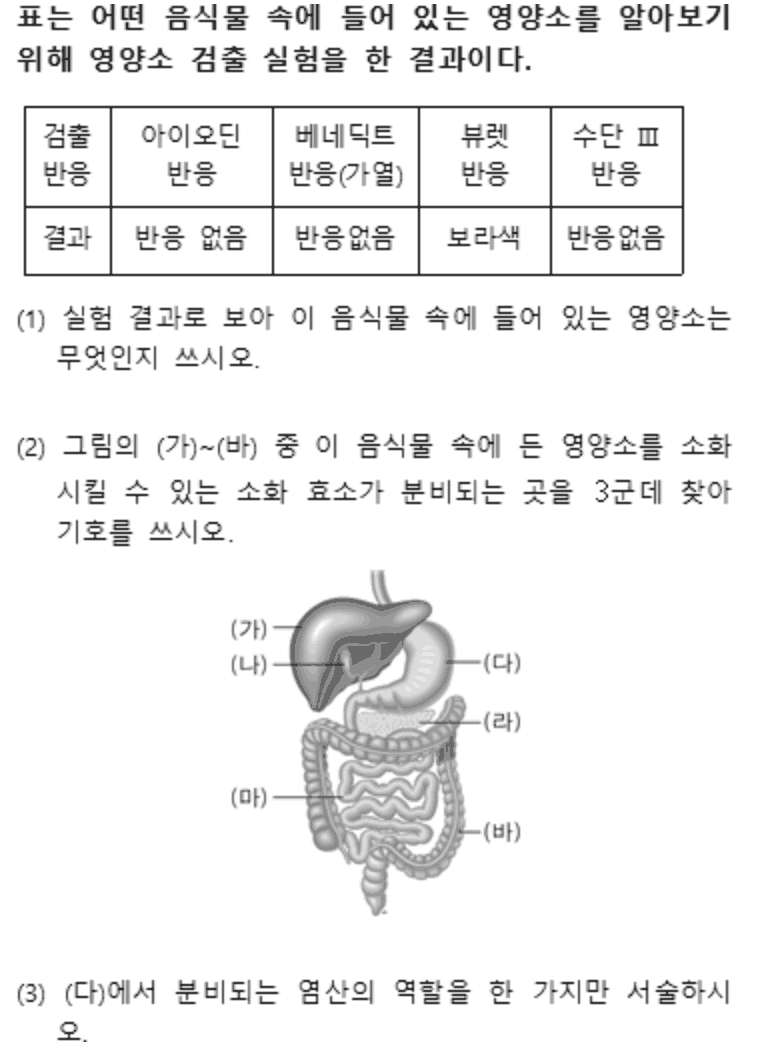 표는 어떤 음식물 속에 들어 있는 영양소를 알아보기
위해 영양소 검출 실험을 한 결과이다.
검출 반응 아이오딘 반응 베네딕트 반응(가열) 뷰렛 반응 수단 Ⅲ 반응
결과 반응 없음 반응없음 보라색 반응없음
(1) 실험 결과로 보아 이 음식물 속에 들어 있는 영양소는
무엇인지 쓰시오.
(2) 그림의 (가)~(바) 중 이 음식물 속에 든 영양소를 소화
시킬 수 있는 소화 효소가 분비되는 곳을 3군데 찾아
기호를 쓰시오.
(가)
(나)
(다)
(라)
(마)
(바)
(3) (다)에서 분비되는 염산의 역할을 한 가지만 서술하시
오.